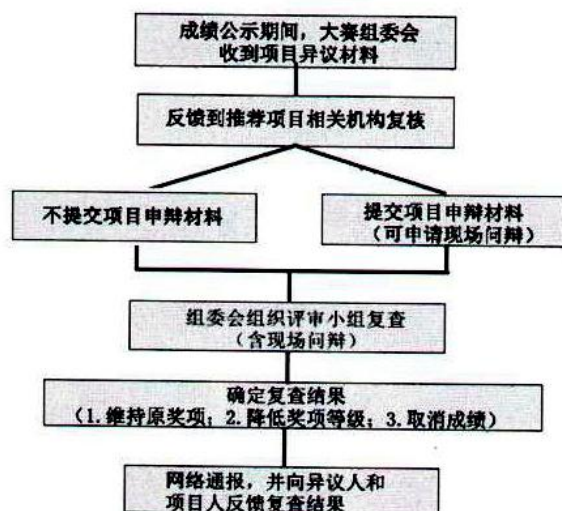 成绩公示期间，大赛组委会
收到项目异议材料
反馈到推荐项目相关机构复核
不提交项目申辩材料
提交项目申辩材料
（可申请现场问辩）
组委会组织评审小组复查
（含现场问辩）
确定复查结果
（1.维持原奖项；2.降低奖项等级；3.取消成绩）
网络通报，并向异议人和
项目人反馈复查结果